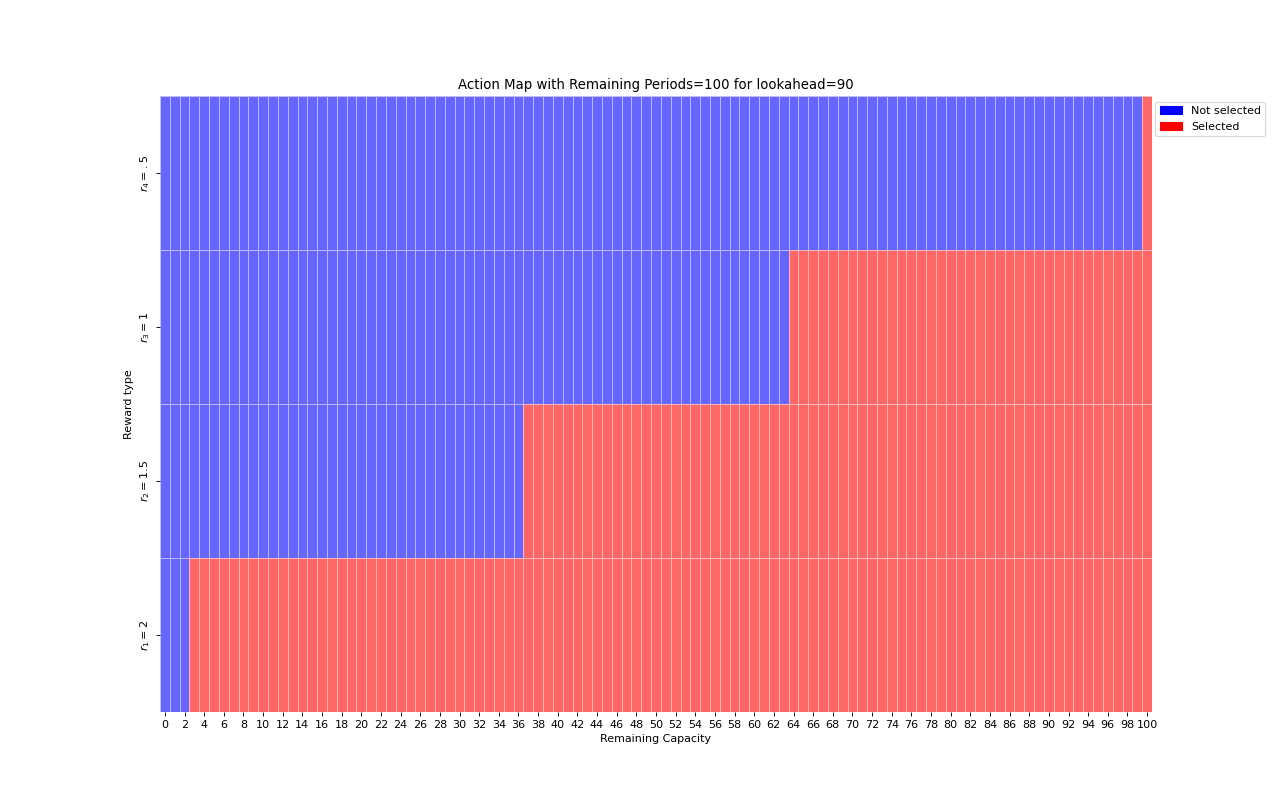 Action Map with Remaining Periods=100 for lookahead=90
Not selected
Selected
Reward type
r₄ = .5
r₃ = 1
r₂ = 1.5
r₁ = 2
0 2 4 6 8 10 12 14 16 18 20 22 24 26 28 30 32 34 36 38 40 42 44 46 48 50 52 54 56 58 60 62 64 66 68 70 72 74 76 78 80 82 84 86 88 90 92 94 96 98 100
Remaining Capacity